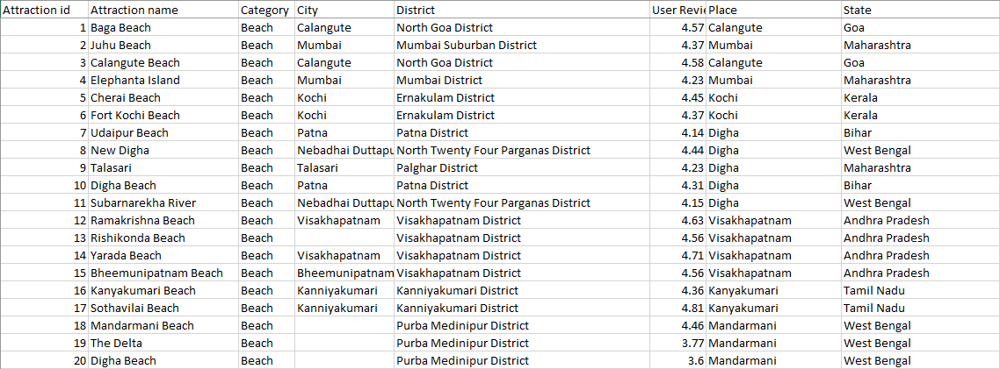 Attraction id Attraction name Category City District User Revie Place State
1 Baga Beach Beach Calangute North Goa District 4.57 Calangute Goa
2 Juhu Beach Beach Mumbai Mumbai Suburban District 4.37 Mumbai Maharashtra
3 Calangute Beach Beach Calangute North Goa District 4.58 Calangute Goa
4 Elephanta Island Beach Mumbai Mumbai District 4.23 Mumbai Maharashtra
5 Cherai Beach Beach Kochi Ernakulam District 4.45 Kochi Kerala
6 Fort Kochi Beach Beach Kochi Ernakulam District 4.37 Kochi Kerala
7 Udaipur Beach Beach Patna Patna District 4.14 Digha Bihar
8 New Digha Beach Nebadhai Duttapu North Twenty Four Parganas District 4.44 Digha West Bengal
9 Talasari Beach Talasari Palghar District 4.23 Digha Maharashtra
10 Digha Beach Beach Patna Patna District 4.31 Digha Bihar
11 Subarnarekha River Beach Nebadhai Duttapu North Twenty Four Parganas District 4.15 Digha West Bengal
12 Ramakrishna Beach Beach Visakhapatnam Visakhapatnam District 4.63 Visakhapatnam Andhra Pradesh
13 Rishikonda Beach Beach Visakhapatnam District 4.56 Visakhapatnam Andhra Pradesh
14 Yarada Beach Beach Visakhapatnam Visakhapatnam District 4.71 Visakhapatnam Andhra Pradesh
15 Bheemunipatnam Beach Beach Bheemunipatnam Visakhapatnam District 4.56 Visakhapatnam Andhra Pradesh
16 Kanyakumari Beach Beach Kanniyakumari Kanniyakumari District 4.36 Kanyakumari Tamil Nadu
17 Sothavilai Beach Beach Kanniyakumari Kanniyakumari District 4.81 Kanyakumari Tamil Nadu
18 Mandarmani Beach Beach Purba Medinipur District 4.46 Mandarmani West Bengal
19 The Delta Beach Purba Medinipur District 3.77 Mandarmani West Bengal
20 Digha Beach Beach Purba Medinipur District 3.6 Mandarmani West Bengal